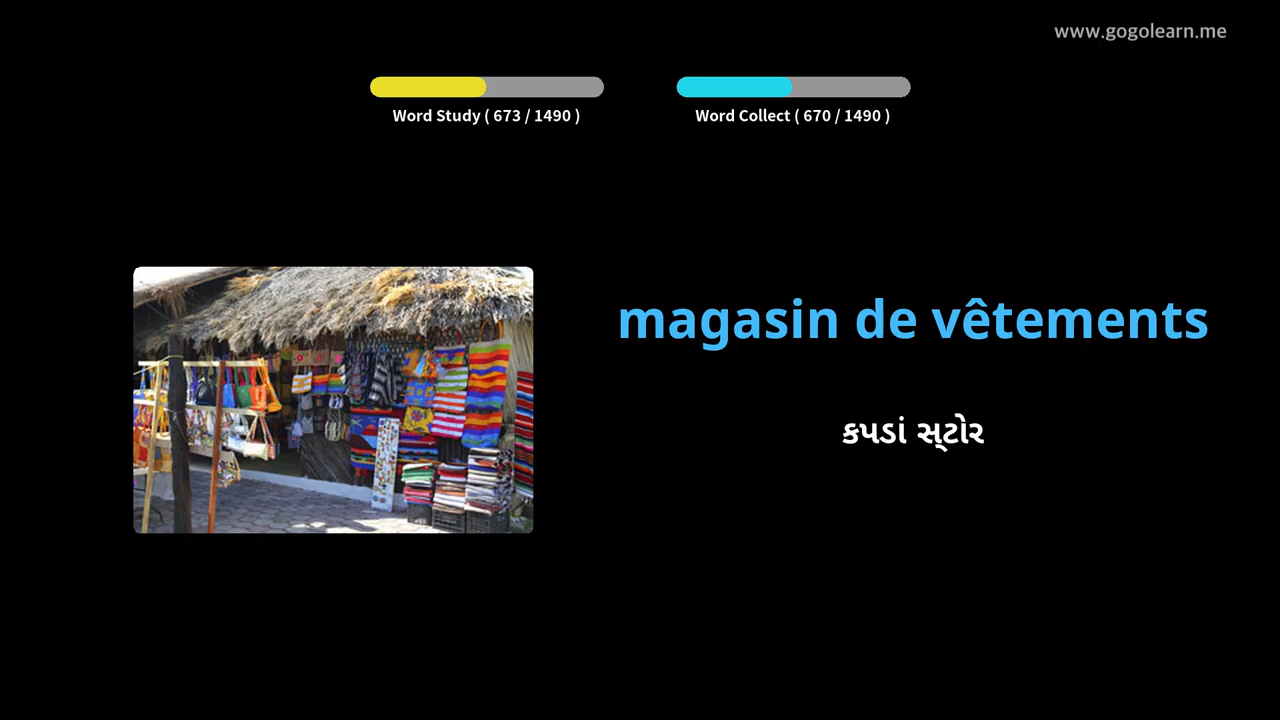 www.gogolearn.me
Word Study ( 673 / 1490 )
Word Collect ( 670 / 1490 )
magasin de vêtements
કપડાં સ્ટોર